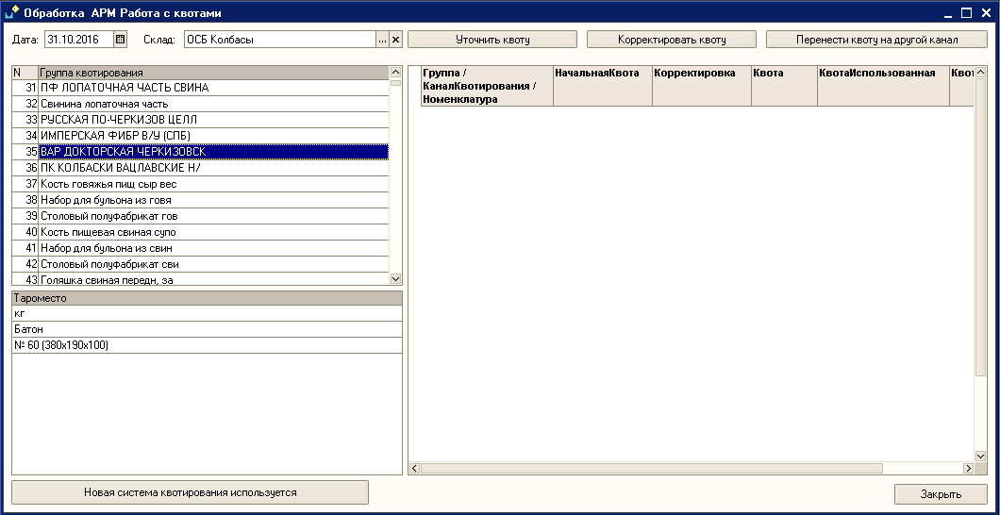 Обработка АРМ Работа с квотами
Дата: 31.10.2016 Склад: ОСБ Колбасы ... × Уточнить квоту Корректировать квоту Перенести квоту на другой канал
N Группа квотирования
31 ПФ ЛОПАТОЧНАЯ ЧАСТЬ СВИНА
32 Свинина лопаточная часть
33 РУССКАЯ ПО-ЧЕРКИЗОВ ЦЕЛЛ
34 ИМПЕРСКАЯ ФИБР В/У (СПБ)
35 ВАР ДОКТОРСКАЯ ЧЕРКИЗОВСК
36 ПК КОЛБАСКИ ВАЦЛАВСКИЕ Н/
37 Кость говяжья пищ сыр вес
38 Набор для бульона из говя
39 Столовый полуфабрикат гов
40 Кость пищевая свиная супо
41 Набор для бульона из свин
42 Столовый полуфабрикат сви
43 Голяшка свиная передн, за
Тароместо
кг
Батон
№ 60 (380х190х100)
Группа / НачальнаяКвота Корректировка Квота КвотаИспользованная Квот
КаналКвотирования /
Номенклатура
Новая система квотирования используется
Закрыть